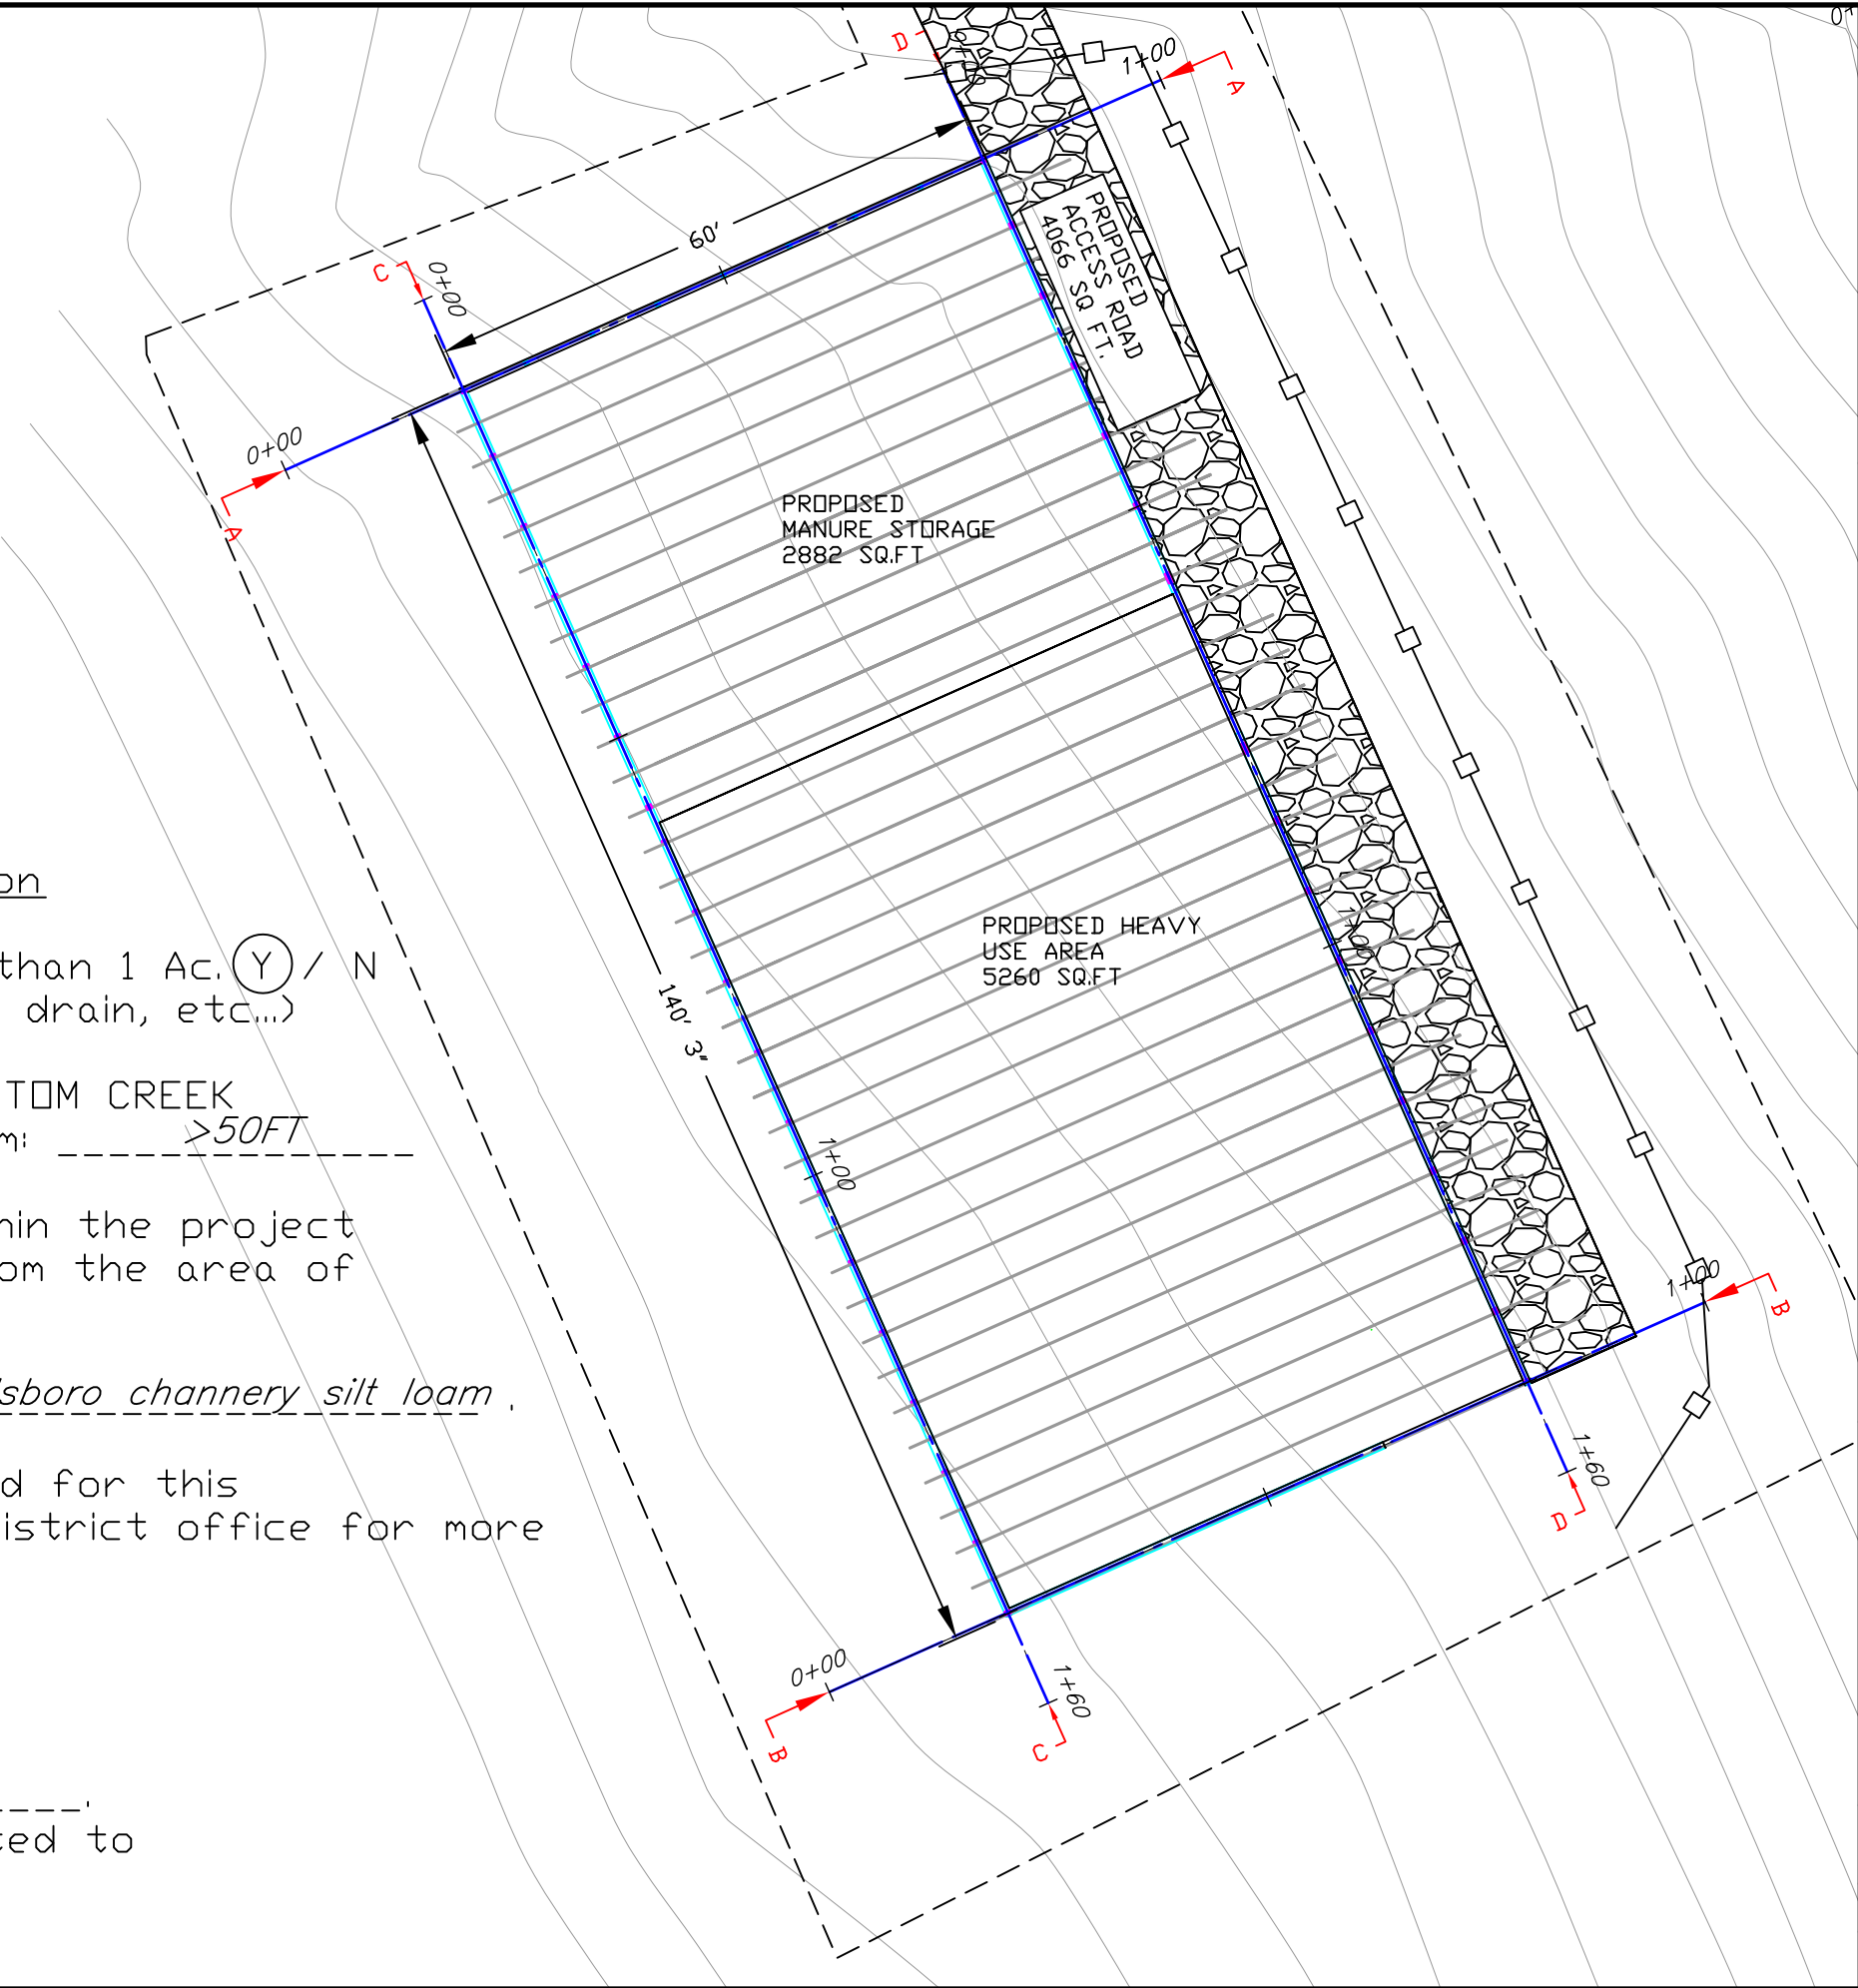 D
0+00
1+00
A
0+
60'
C
0+00
PROPOSED
ACCESS ROAD
4066 SQ FT.
0+00
A
PROPOSED
MANURE STORAGE
2882 SQ.FT
on
than 1 Ac. Y / N
drain, etc...)
140' 3"
PROPOSED HEAVY
USE AREA
5260 SQ.FT
1+00
TOM CREEK
m: >50FT
1+00
hin the project
om the area of
1+00
B
sboro channery silt loam .
d for this
istrict office for more
1+60
D
0+00
B
1+60
C
ted to